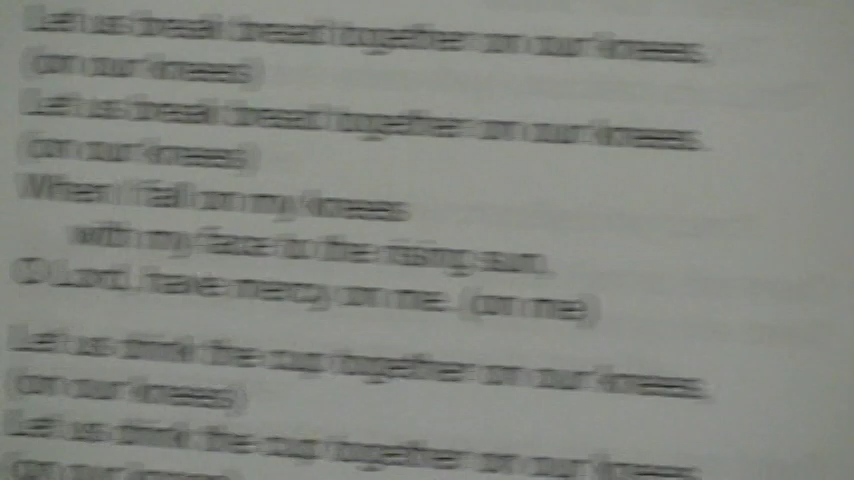 Let us break bread together on our knees.
(on our knees)
Let us break bread together on our knees.
(on our knees)
When I fall on my knees
with my face to the rising sun,
O Lord, have mercy on me. (on me)
Let us drink the cup together on our knees.
(on our knees)
Let us drink the cup together on our knees.
(on our knees)